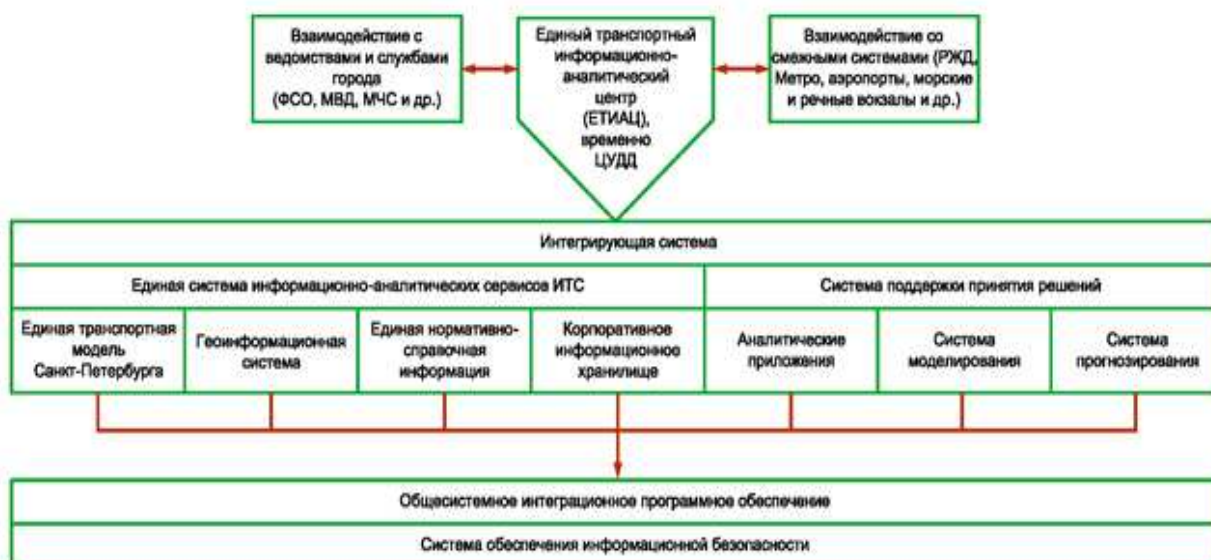 Взаимодействие с
ведомствами и службами
города
(ФСО, МВД, МЧС и др.)
Единый транспортный
информационно-
аналитический
центр
(ЕТИАЦ),
временно
ЦУДД
Взаимодействие со
смежными системами (РЖД,
Метро, аэропорты, морские
и речные вокзалы и др.)
Интегрирующая система
Единая система информационно-аналитических сервисов ИТС
Система поддержки принятия решений
Единая транспортная
модель
Санкт-Петербурга
Геоинформационная
система
Единая нормативно-
справочная
информация
Корпоративное
информационное
хранилище
Аналитические
приложения
Система
моделирования
Система
прогнозирования
Общесистемное интеграционное программное обеспечение
Система обеспечения информационной безопасности